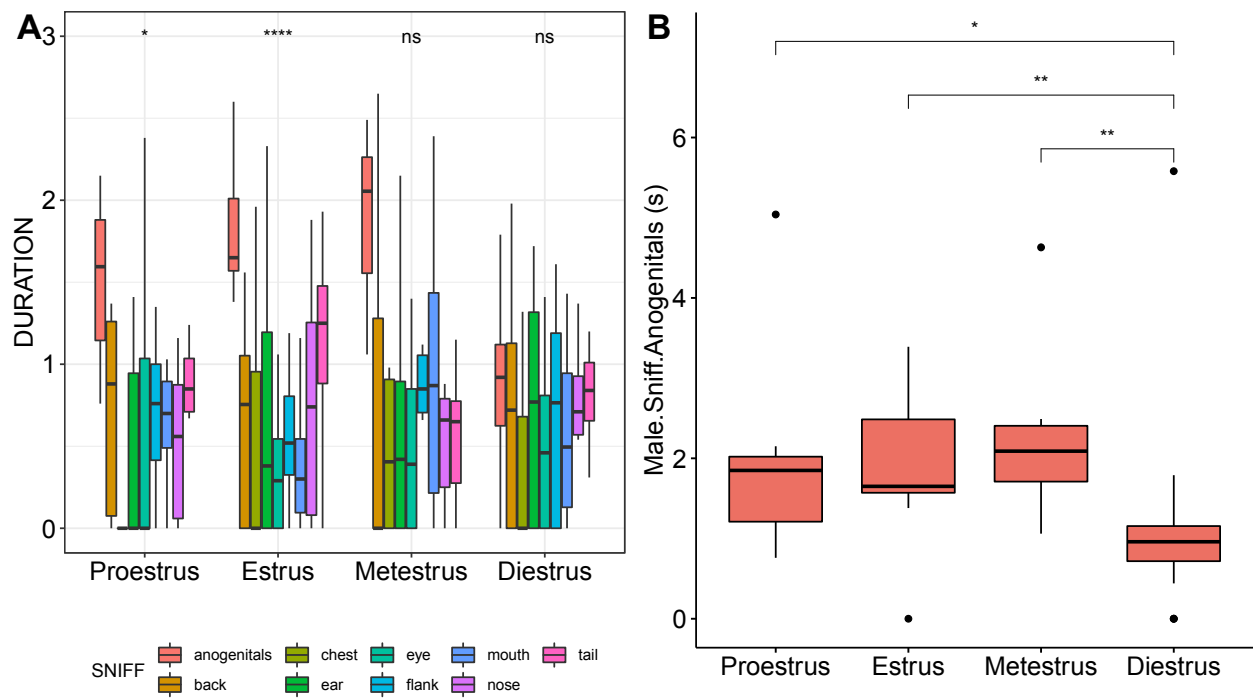 A
3
*
****
ns
ns
2
1
0
DURATION
Proestrus
Estrus
Metestrus
Diestrus
SNIFF
anogenitals
chest
eye
mouth
tail
back
ear
flank
nose
B
*
**
**
6
4
2
0
Male.Sniff.Anogenitals (s)
Proestrus
Estrus
Metestrus
Diestrus